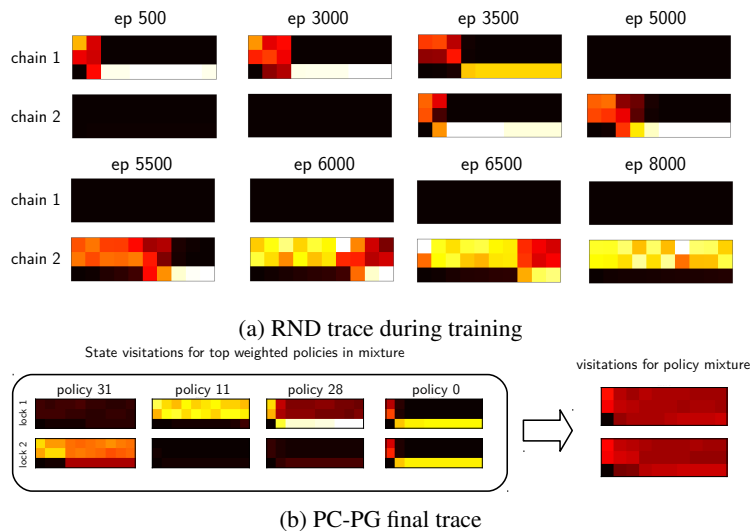 ep 500 ep 3000 ep 3500 ep 5000
chain 1
chain 2
ep 5500 ep 6000 ep 6500 ep 8000
chain 1
chain 2
(a) RND trace during training
State visitations for top weighted policies in mixture
visitations for policy mixture
policy 31 policy 11 policy 28 policy 0
lock 1
lock 2
(b) PC-PG final trace